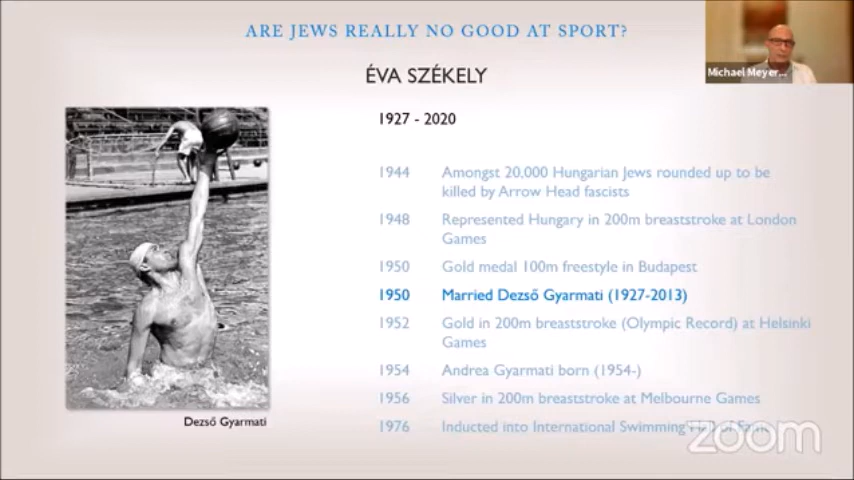 ARE JEWS REALLY NO GOOD AT SPORT?
Michael Meyer...
ÉVA SZÉKELY
1927 - 2020
1944 Amongst 20,000 Hungarian Jews rounded up to be
killed by Arrow Head fascists
1948 Represented Hungary in 200m breaststroke at London
Games
1950 Gold medal 100m freestyle in Budapest
1950 Married Dezső Gyarmati (1927-2013)
1952 Gold in 200m breaststroke (Olympic Record) at Helsinki
Games
1954 Andrea Gyarmati born (1954-)
1956 Silver in 200m breaststroke at Melbourne Games
1976 Inducted into International Swimming Hall of Fame
Dezső Gyarmati
zoom